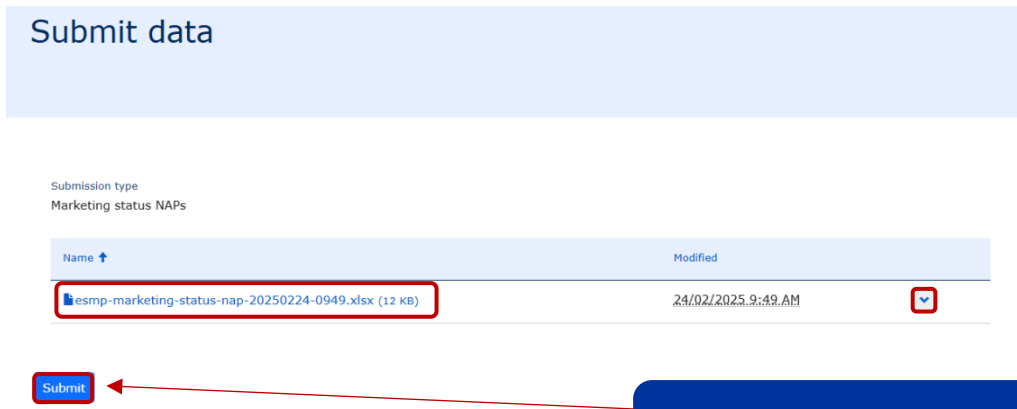 Submit data
Submission type
Marketing status NAPs
Name ↑ Modified
esmp-marketing-status-nap-20250224-0949.xlsx (12 KB) 24/02/2025 9:49 AM
Submit